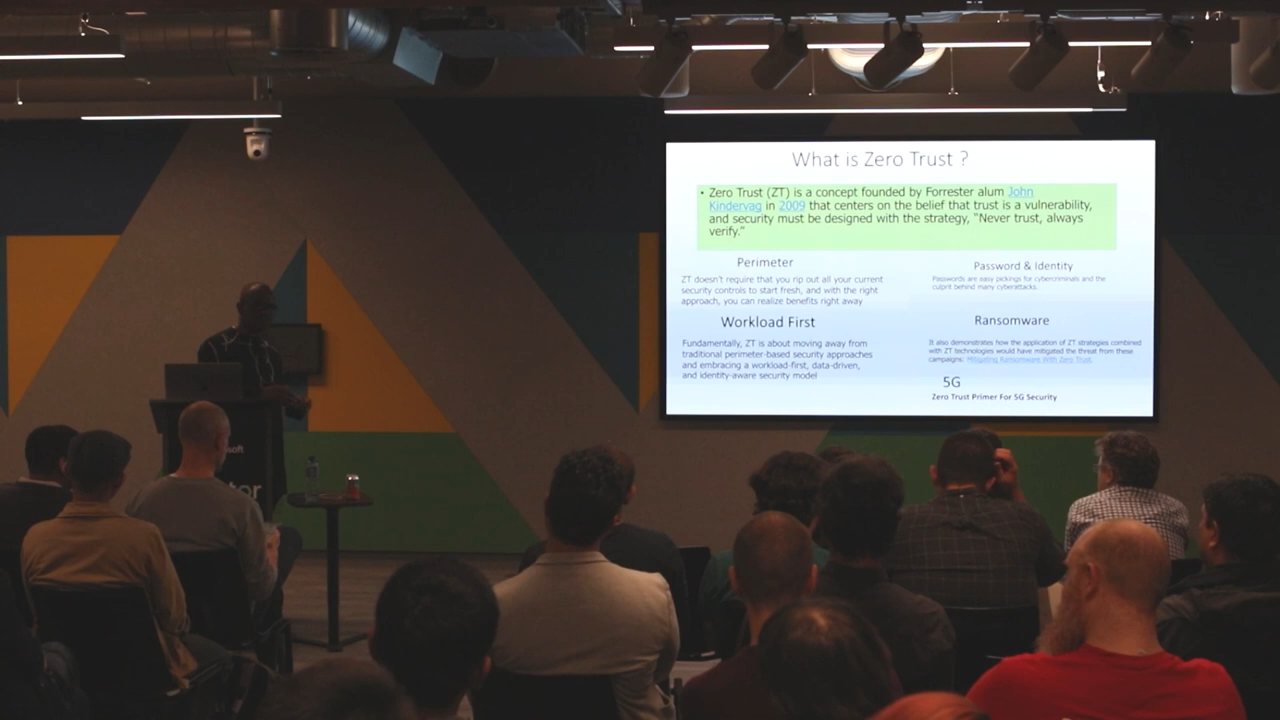 What is Zero Trust ?
• Zero Trust (ZT) is a concept founded by Forrester alum John
Kindervag in 2009 that centers on the belief that trust is a vulnerability,
and security must be designed with the strategy, "Never trust, always
verify."
Perimeter
ZT doesn't require that you rip out all your current
security controls to start fresh, and with the right
approach, you can realize benefits right away
Workload First
Fundamentally, ZT is about moving away from
traditional perimeter-based security approaches
and embracing a workload-first, data-driven,
and identity-aware security model
Password & Identity
Passwords are easy pickings for cybercriminals and the
culprit behind many cyberattacks.
Ransomware
It also demonstrates how the application of ZT strategies combined
with ZT technologies would have mitigated the threat from these
campaigns: Mitigating Ransomware With Zero Trust.
5G
Zero Trust Primer For 5G Security